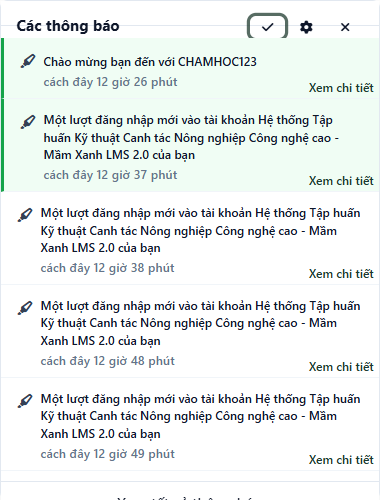 Các thông báo
Chào mừng bạn đến với CHAMHOC123
cách đây 12 giờ 26 phút
Xem chi tiết
Một lượt đăng nhập mới vào tài khoản Hệ thống Tập
huấn Kỹ thuật Canh tác Nông nghiệp Công nghệ cao -
Mầm Xanh LMS 2.0 của bạn
cách đây 12 giờ 37 phút
Xem chi tiết
Một lượt đăng nhập mới vào tài khoản Hệ thống Tập huấn
Kỹ thuật Canh tác Nông nghiệp Công nghệ cao - Mầm
Xanh LMS 2.0 của bạn
cách đây 12 giờ 38 phút
Xem chi tiết
Một lượt đăng nhập mới vào tài khoản Hệ thống Tập huấn
Kỹ thuật Canh tác Nông nghiệp Công nghệ cao - Mầm
Xanh LMS 2.0 của bạn
cách đây 12 giờ 48 phút
Xem chi tiết
Một lượt đăng nhập mới vào tài khoản Hệ thống Tập huấn
Kỹ thuật Canh tác Nông nghiệp Công nghệ cao - Mầm
Xanh LMS 2.0 của bạn
cách đây 12 giờ 49 phút
Xem chi tiết